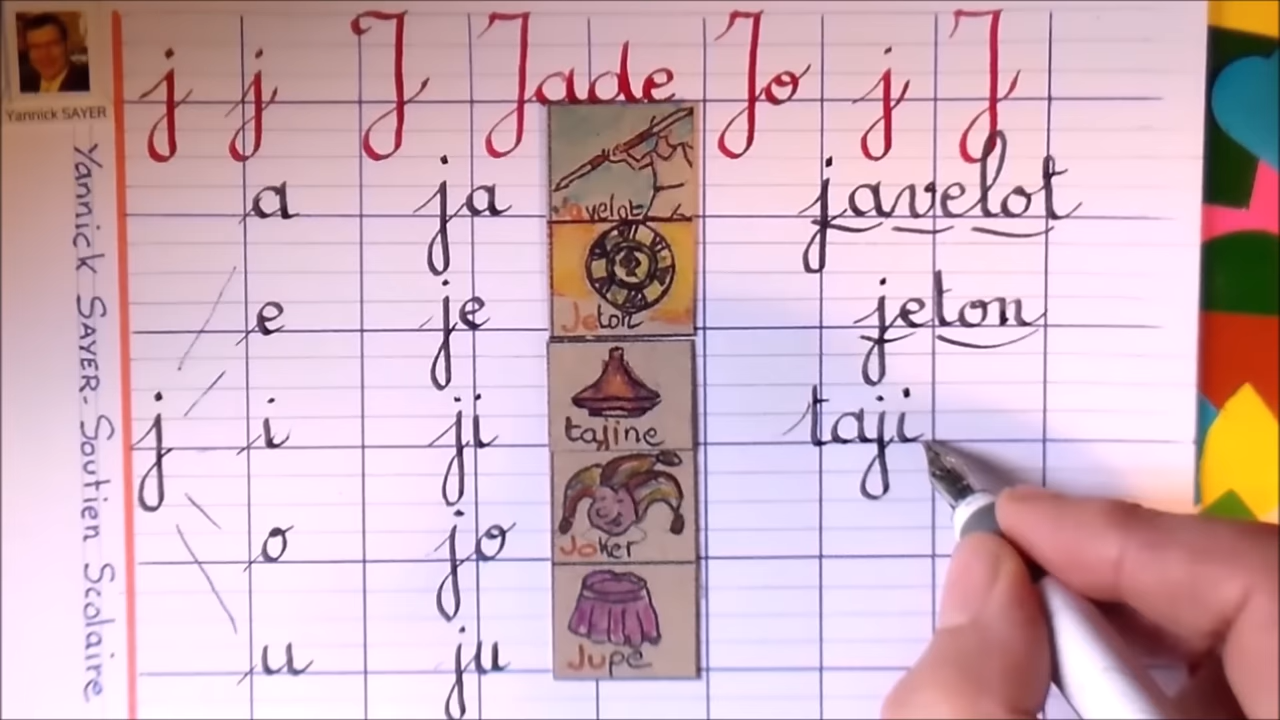 j j J Jade Jo j J
Yannick SAYER
Yannick SAYER - Soutien Scolaire
a ja Javelot javelot
e je Jeton jeton
j i ji tajine taji
o jo Joker
u ju Jupe